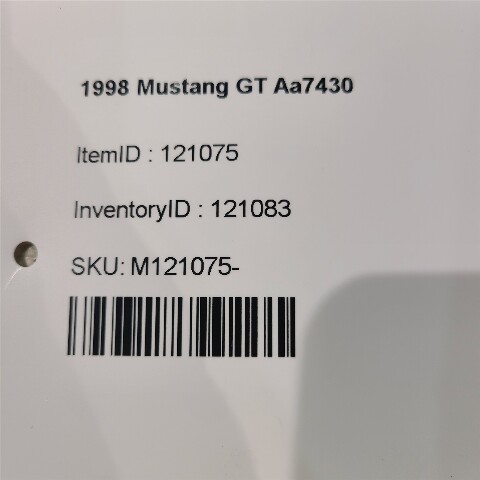 1998 Mustang GT Aa7430
ItemID : 121075
InventoryID : 121083
SKU: M121075-